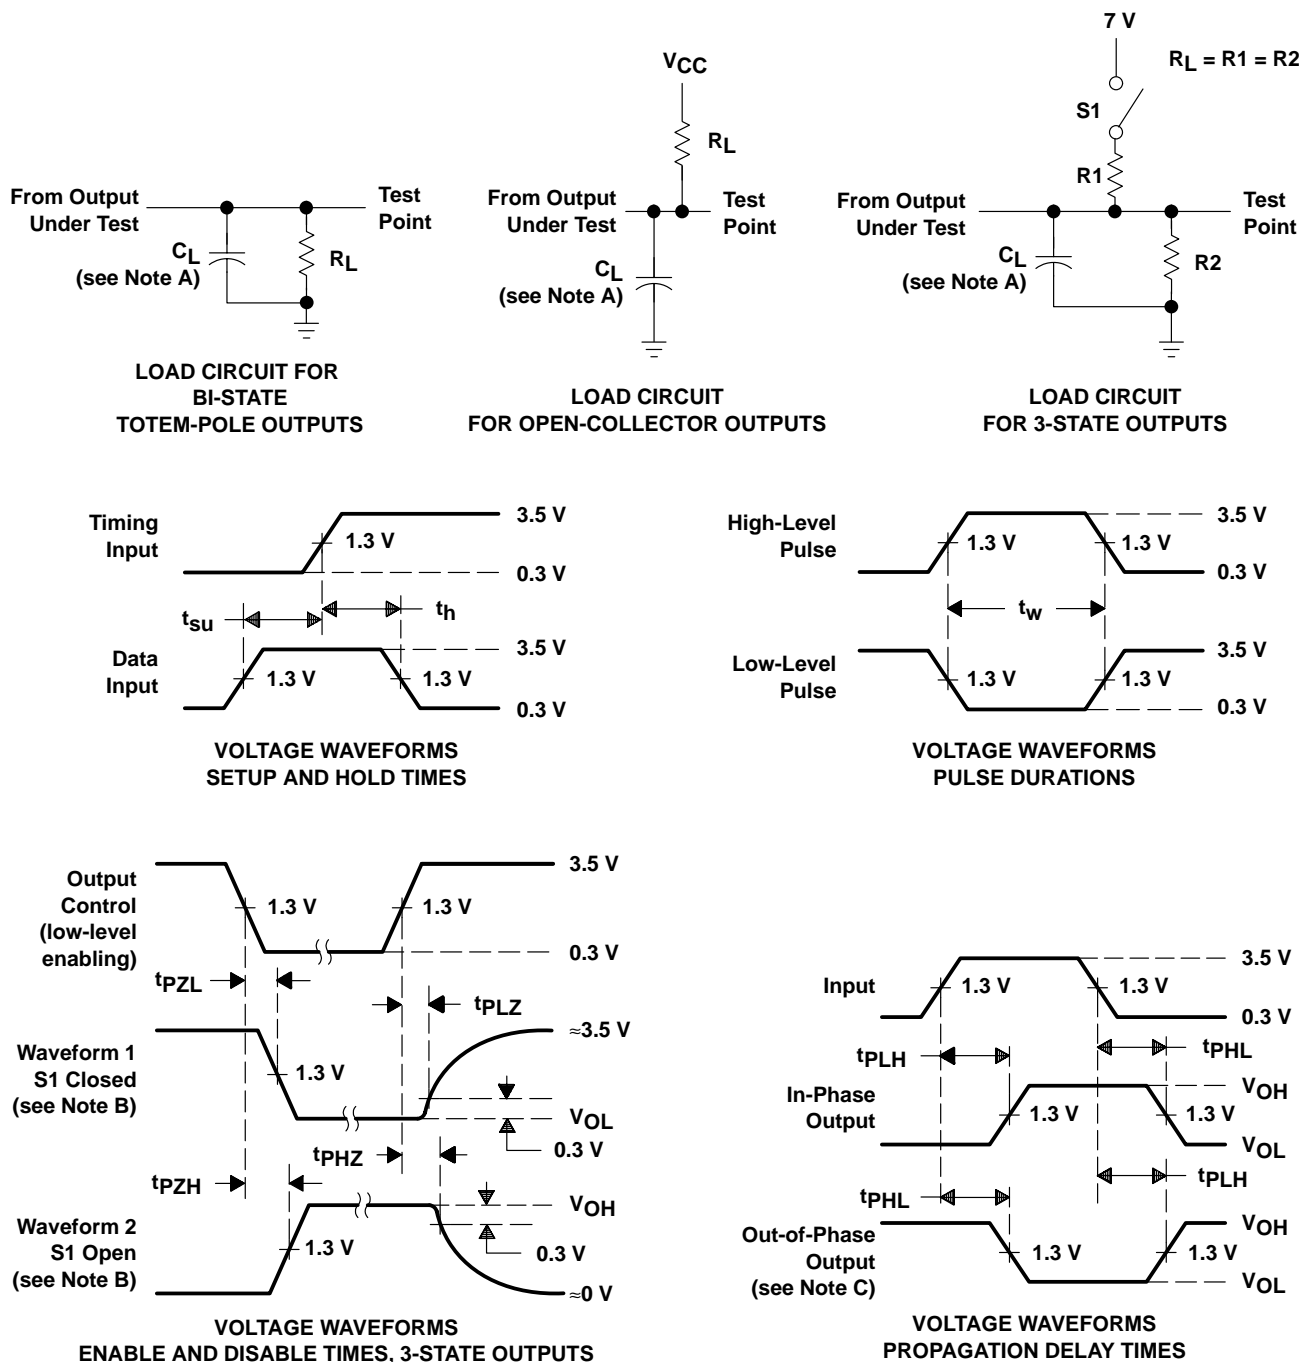 From Output
Under Test
Test
Point
CL
(see Note A)
RL
LOAD CIRCUIT FOR
BI-STATE
TOTEM-POLE OUTPUTS
VCC
RL
From Output
Under Test
Test
Point
CL
(see Note A)
LOAD CIRCUIT
FOR OPEN-COLLECTOR OUTPUTS
7 V
RL = R1 = R2
S1
R1
From Output
Under Test
Test
Point
CL
(see Note A)
R2
LOAD CIRCUIT
FOR 3-STATE OUTPUTS
Timing
Input
1.3 V
3.5 V
0.3 V
tsu
th
Data
Input
1.3 V
1.3 V
3.5 V
0.3 V
VOLTAGE WAVEFORMS
SETUP AND HOLD TIMES
High-Level
Pulse
1.3 V
1.3 V
3.5 V
0.3 V
tw
Low-Level
Pulse
1.3 V
1.3 V
3.5 V
0.3 V
VOLTAGE WAVEFORMS
PULSE DURATIONS
Output
Control
(low-level
enabling)
1.3 V
1.3 V
3.5 V
0.3 V
tPZL
tPLZ
Waveform 1
S1 Closed
(see Note B)
1.3 V
≈3.5 V
VOL
0.3 V
tPHZ
tPZH
Waveform 2
S1 Open
(see Note B)
1.3 V
VOH
0.3 V
≈0 V
VOLTAGE WAVEFORMS
ENABLE AND DISABLE TIMES, 3-STATE OUTPUTS
Input
1.3 V
1.3 V
3.5 V
0.3 V
tPLH
tPHL
In-Phase
Output
1.3 V
1.3 V
VOH
VOL
tPHL
tPLH
Out-of-Phase
Output
(see Note C)
1.3 V
1.3 V
VOH
VOL
VOLTAGE WAVEFORMS
PROPAGATION DELAY TIMES